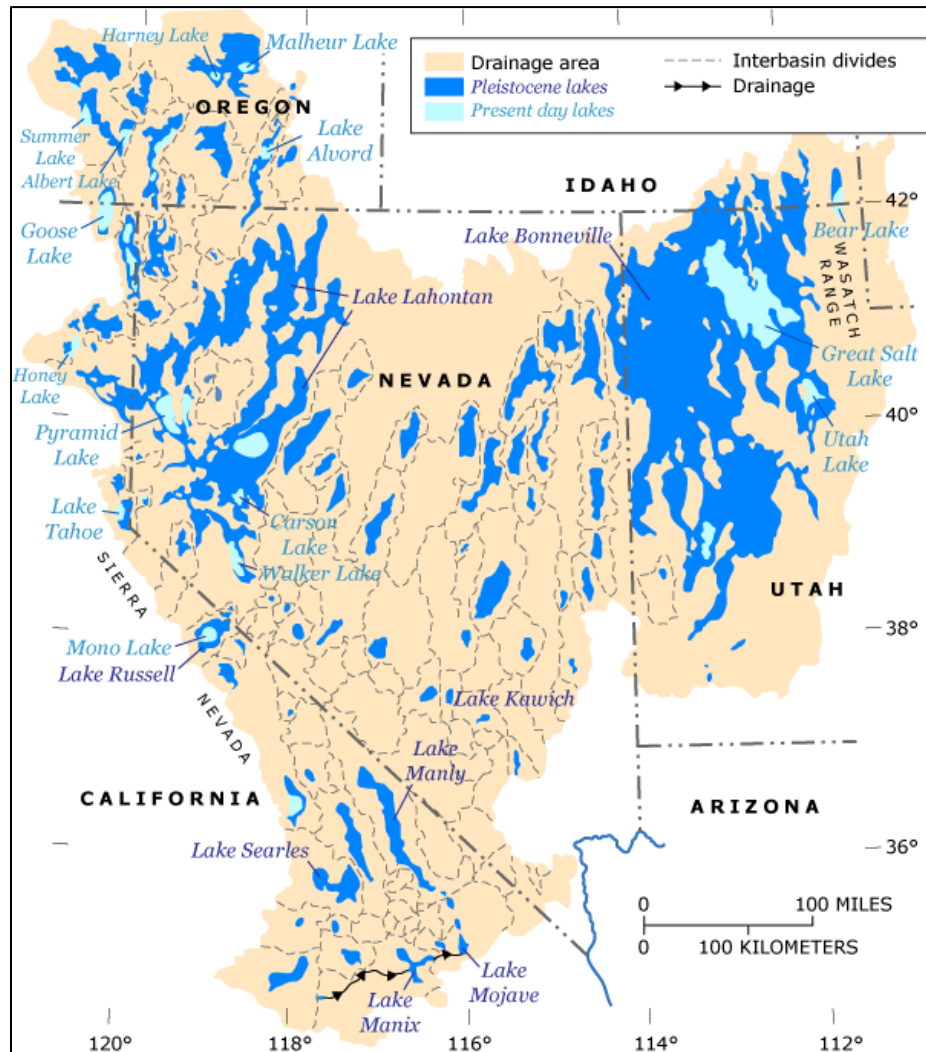 Harney Lake
Malheur Lake
OREGON
Summer
Lake
Albert Lake
Lake
Alvord
Drainage area
Pleistocene lakes
Present day lakes
Interbasin divides
Drainage
IDAHO
42°
Goose
Lake
Lake Bonneville
Bear Lake
WASATCH
RANGE
Lake Lahontan
Honey
Lake
NEVADA
Great Salt
Lake
40°
Pyramid
Lake
Utah
Lake
Lake
Tahoe
Carson
Lake
Walker Lake
SIERRA
NEVADA
UTAH
38°
Mono Lake
Lake Russell
Lake Kawich
Lake
Manly
CALIFORNIA
ARIZONA
Lake Searles
36°
0 100 MILES
0 100 KILOMETERS
Lake
Mojave
Lake
Manix
120° 118° 116° 114° 112°